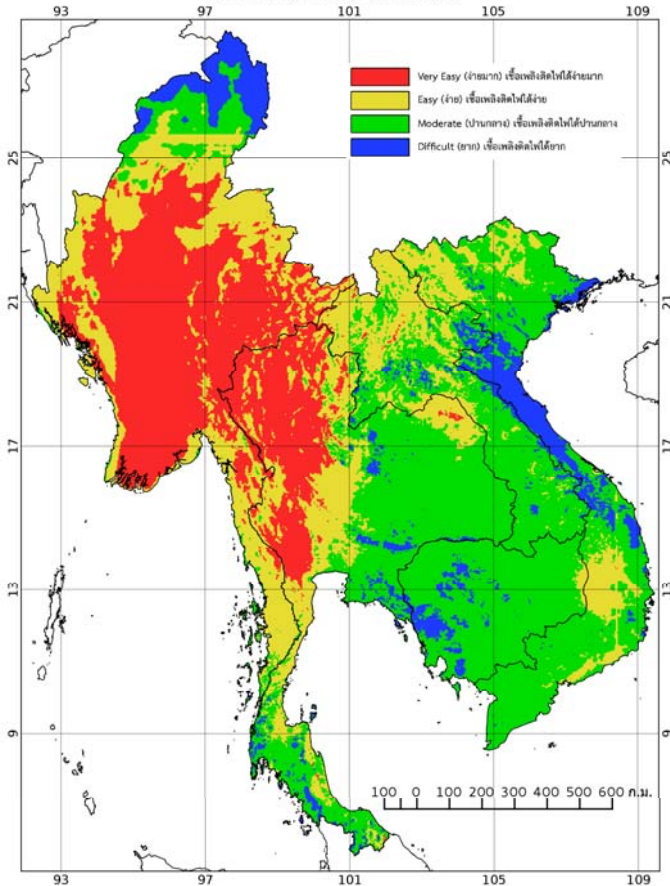 93 97 101 105 109
Very Easy (ง่ายมาก) เชื้อเพลิงติดไฟได้ง่ายมาก
Easy (ง่าย) เชื้อเพลิงติดไฟได้ง่าย
Moderate (ปานกลาง) เชื้อเพลิงติดไฟได้ปานกลาง
Difficult (ยาก) เชื้อเพลิงติดไฟได้ยาก
25 25
21 21
17 17
13 13
9 9
100 0 100 200 300 400 500 600 ก.ม.
93 97 101 105 109